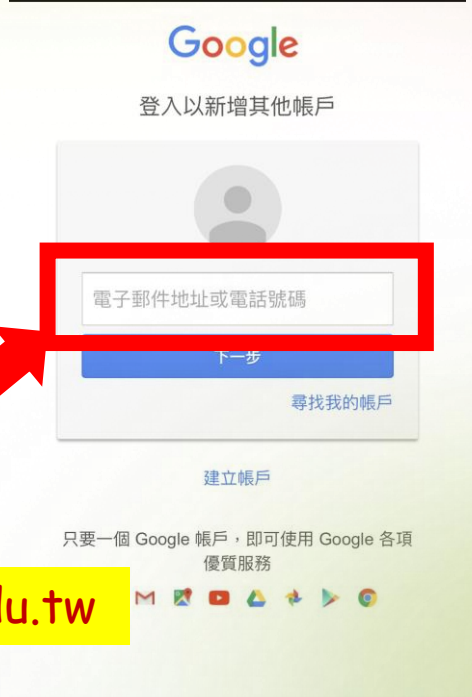 Google
登入以新增其他帳戶
電子郵件地址或電話號碼
下一步
尋找我的帳戶
建立帳戶
只要一個 Google 帳戶，即可使用 Google 各項
優質服務
du.tw